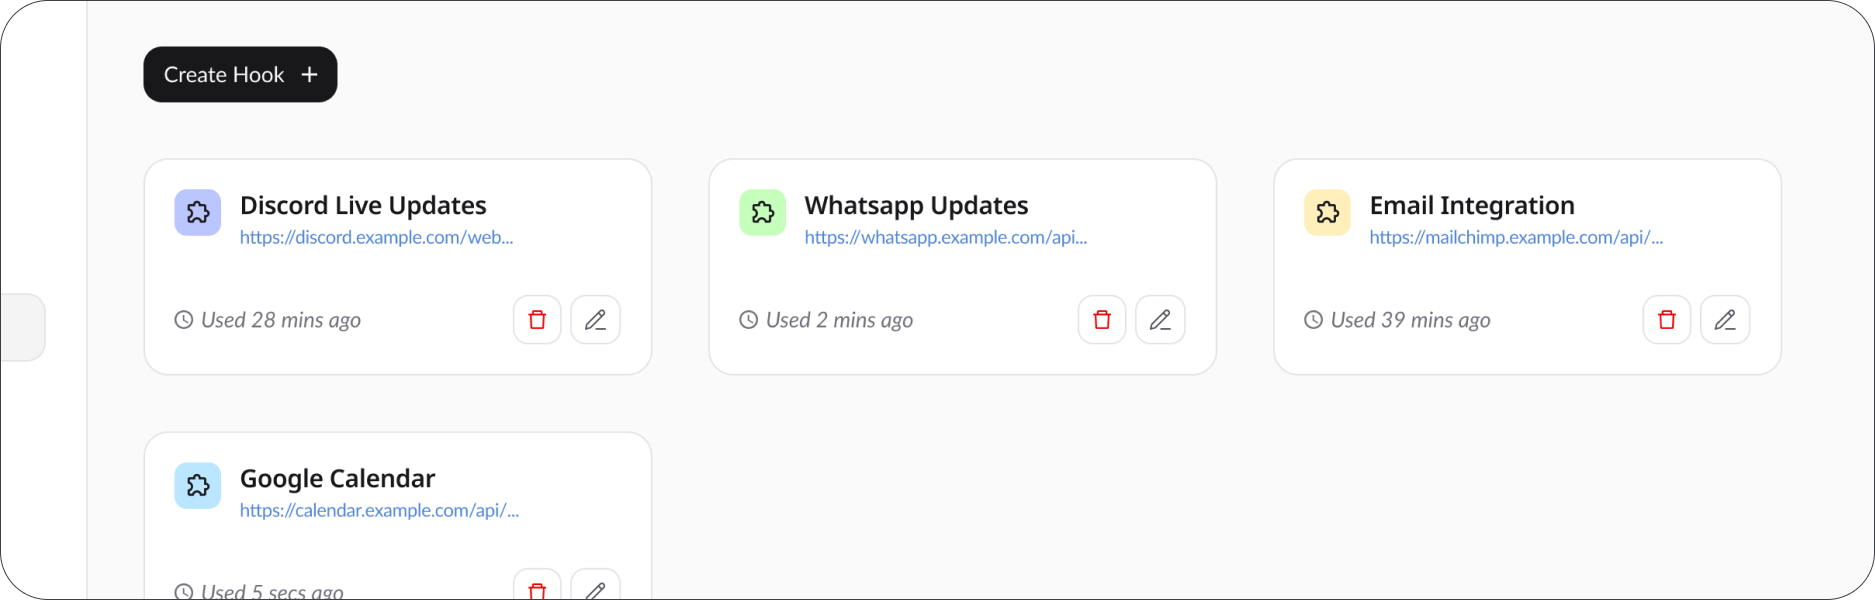 Create Hook +
Discord Live Updates
https://discord.example.com/web...
Used 28 mins ago
Whatsapp Updates
https://whatsapp.example.com/api...
Used 2 mins ago
Email Integration
https://mailchimp.example.com/api/...
Used 39 mins ago
Google Calendar
https://calendar.example.com/api/...
Used 5 secs ago